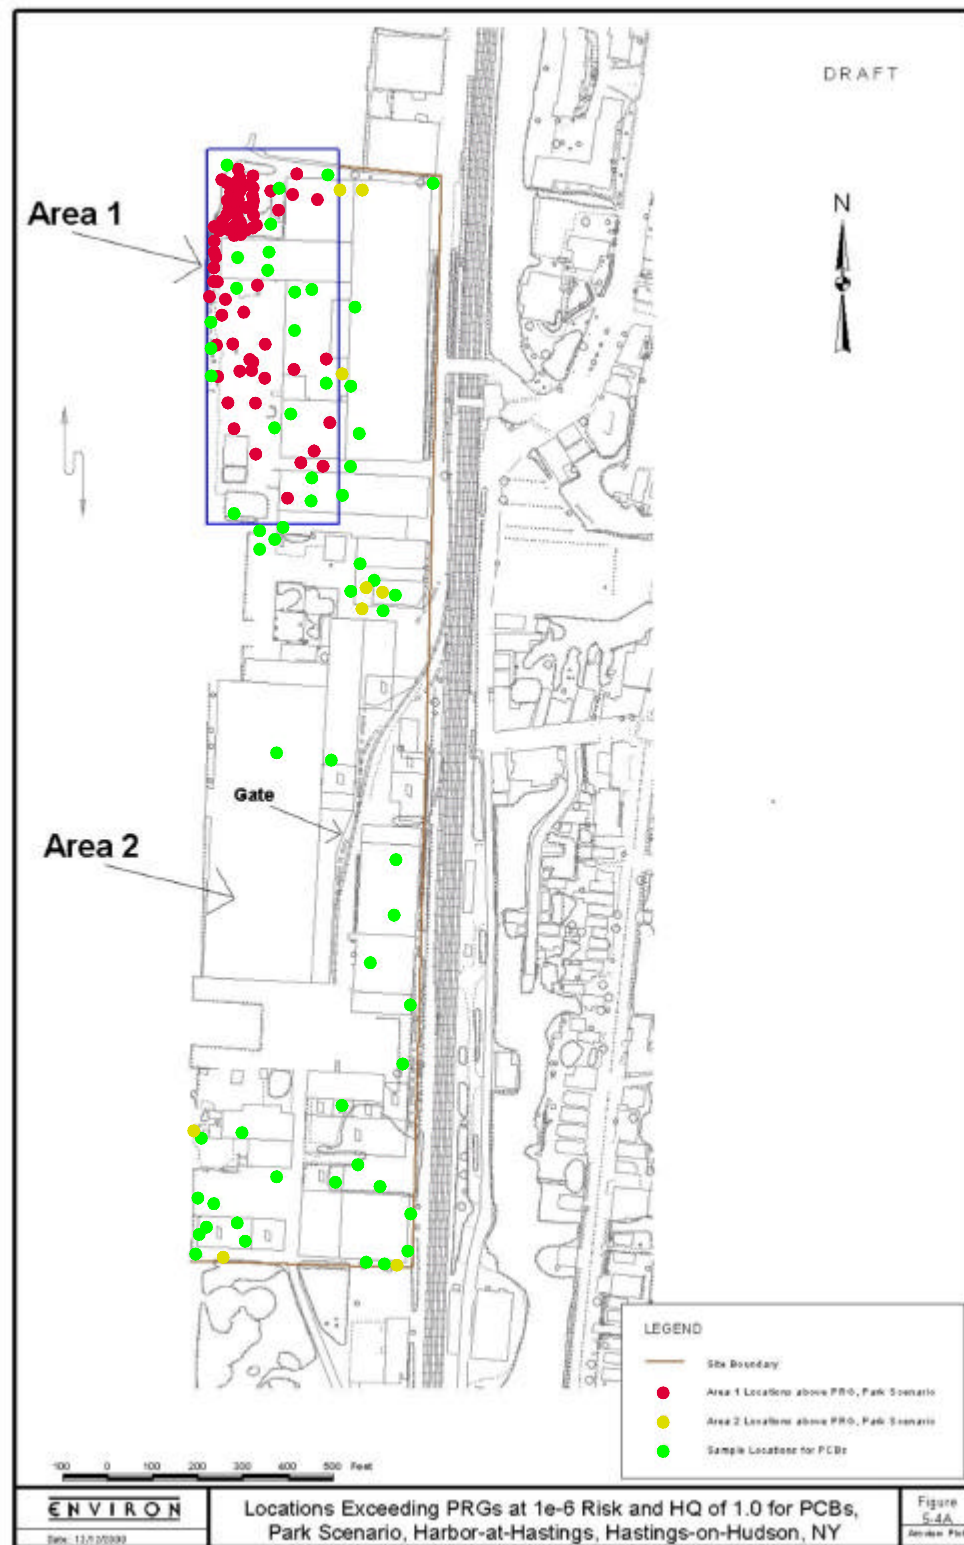 DRAFT
Area 1
N
Gate
Area 2
LEGEND
Site Boundary
Area 1 Locations above PRG, Park Scenario
Area 2 Locations above PRG, Park Scenario
Sample Locations for PCBs
100 0 100 200 300 400 500 Feet
ENVIRON
Locations Exceeding PRGs at 1e-6 Risk and HQ of 1.0 for PCBs,
Park Scenario, Harbor-at-Hastings, Hastings-on-Hudson, NY
Figure
5-4A
Date: